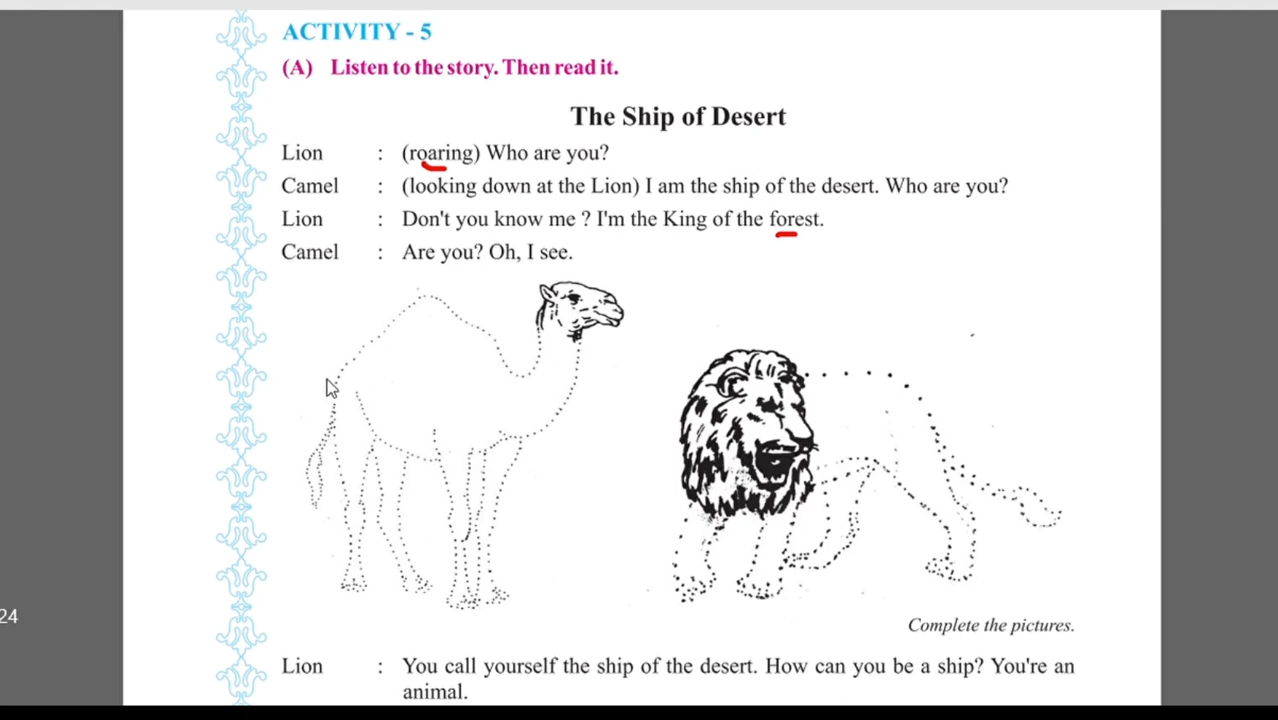 ACTIVITY - 5
(A) Listen to the story. Then read it.
The Ship of Desert
Lion : (roaring) Who are you?
Camel : (looking down at the Lion) I am the ship of the desert. Who are you?
Lion : Don't you know me ? I'm the King of the forest.
Camel : Are you? Oh, I see.
24
Complete the pictures.
Lion : You call yourself the ship of the desert. How can you be a ship? You're an
animal.